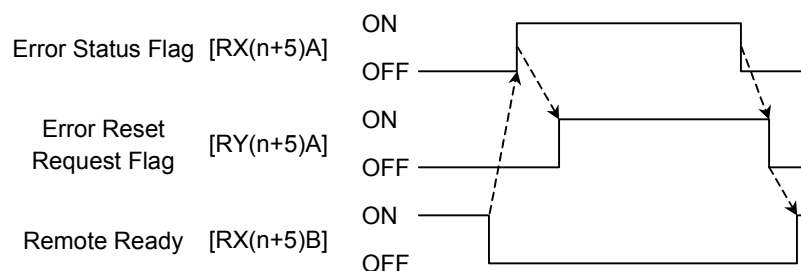 ON
Error Status Flag [RX(n+5)A]
OFF
ON
Error Reset
Request Flag [RY(n+5)A]
OFF
ON
Remote Ready [RX(n+5)B]
OFF